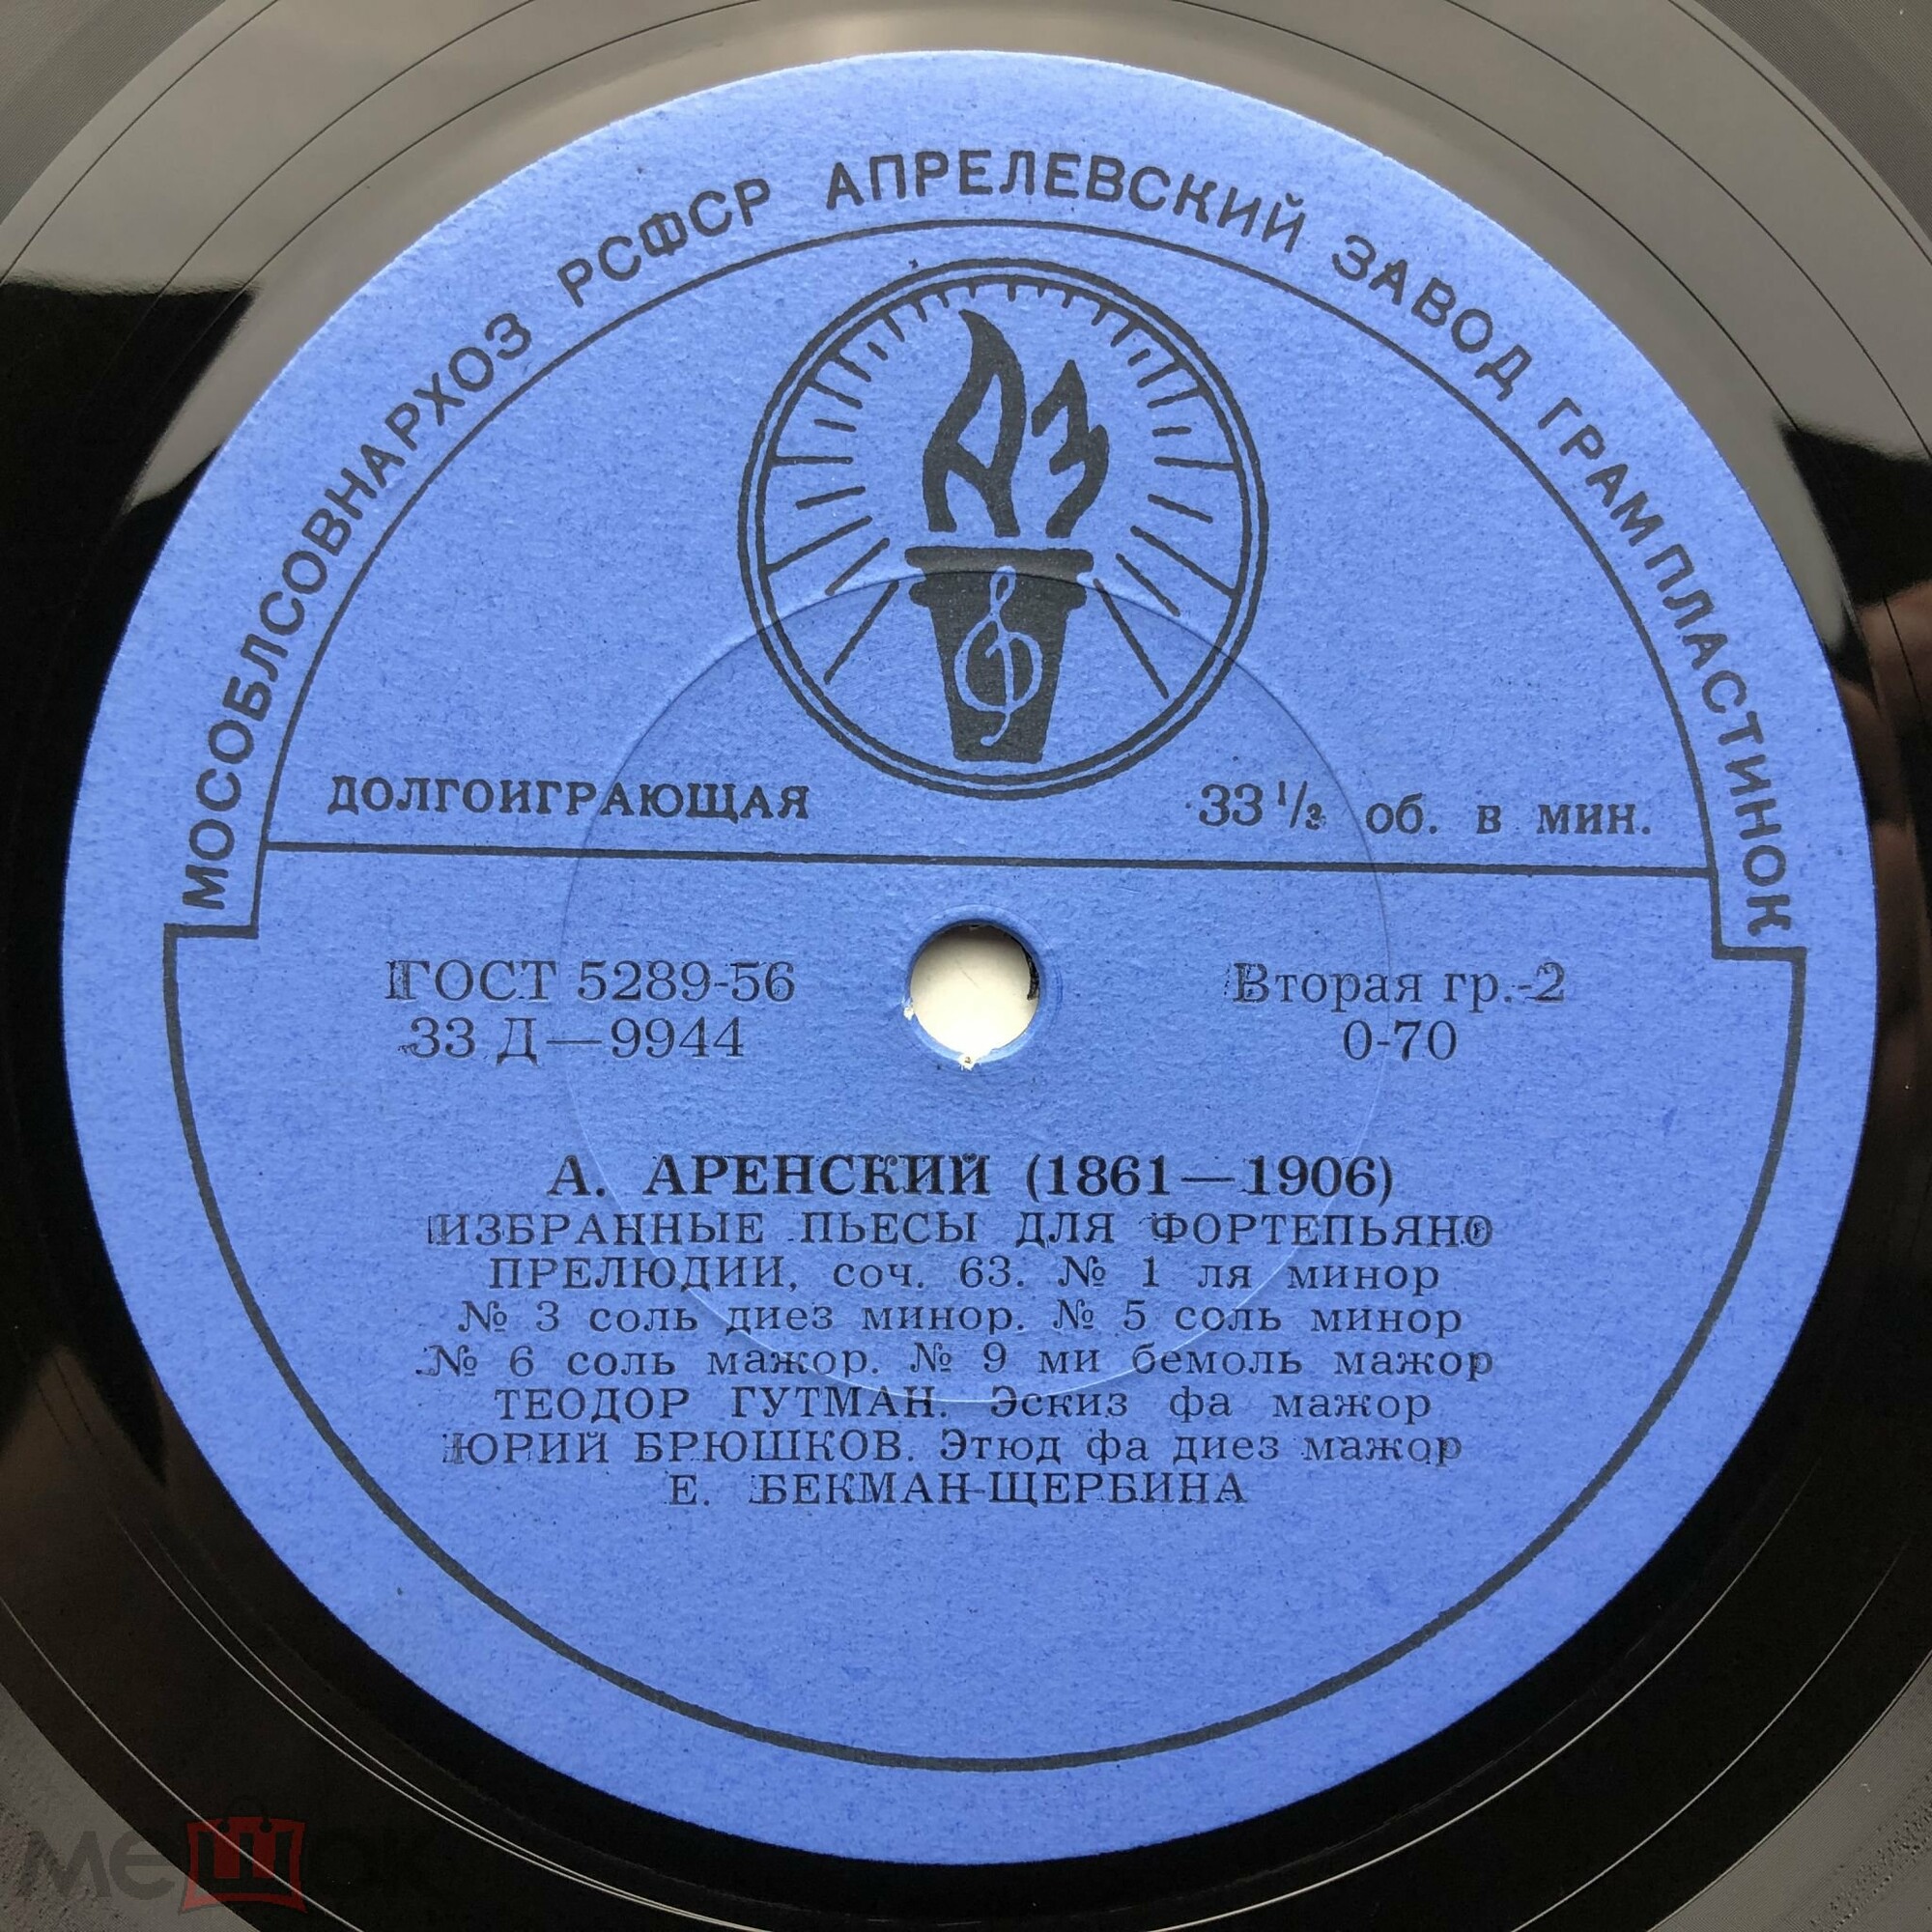 МОСОБЛСОВНАРХОЗ РСФСР АПРЕЛЕВСКИЙ ЗАВОД ГРАМПЛАСТИНОК
АЗ
ДОЛГОИГРАЮЩАЯ 33 1/3 об. в мин.
ГОСТ 5289-56 Вторая гр.-2
33 Д—9944 0-70
А. АРЕНСКИЙ (1861—1906)
ИЗБРАННЫЕ ПЬЕСЫ ДЛЯ ФОРТЕПЬЯНО
ПРЕЛЮДИИ, соч. 63. № 1 ля минор
№ 3 соль диез минор. № 5 соль минор
№ 6 соль мажор. № 9 ми бемоль мажор
ТЕОДОР ГУТМАН. Эскиз фа мажор
ЮРИЙ БРЮШКОВ. Этюд фа диез мажор
Е. БЕКМАН-ЩЕРБИНА
мешок